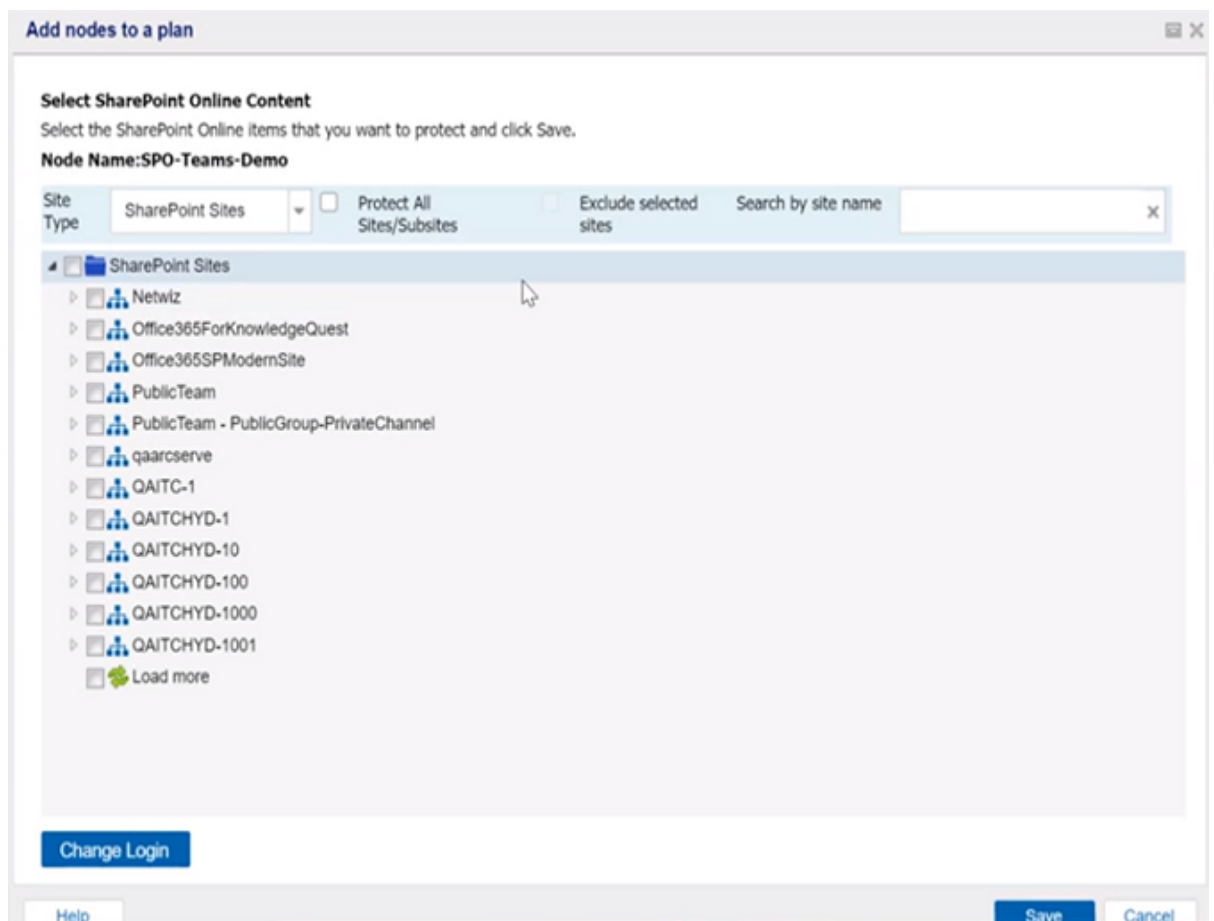 Add nodes to a plan
Select SharePoint Online Content
Select the SharePoint Online items that you want to protect and click Save.
Node Name:SPO-Teams-Demo
Site Type
SharePoint Sites
Protect All Sites/Subsites
Exclude selected sites
Search by site name
SharePoint Sites
Netwiz
Office365ForKnowledgeQuest
Office365SPModernSite
PublicTeam
PublicTeam - PublicGroup-PrivateChannel
qaarcserve
QAITC-1
QAITCHYD-1
QAITCHYD-10
QAITCHYD-100
QAITCHYD-1000
QAITCHYD-1001
Load more
Change Login
Help
Save
Cancel